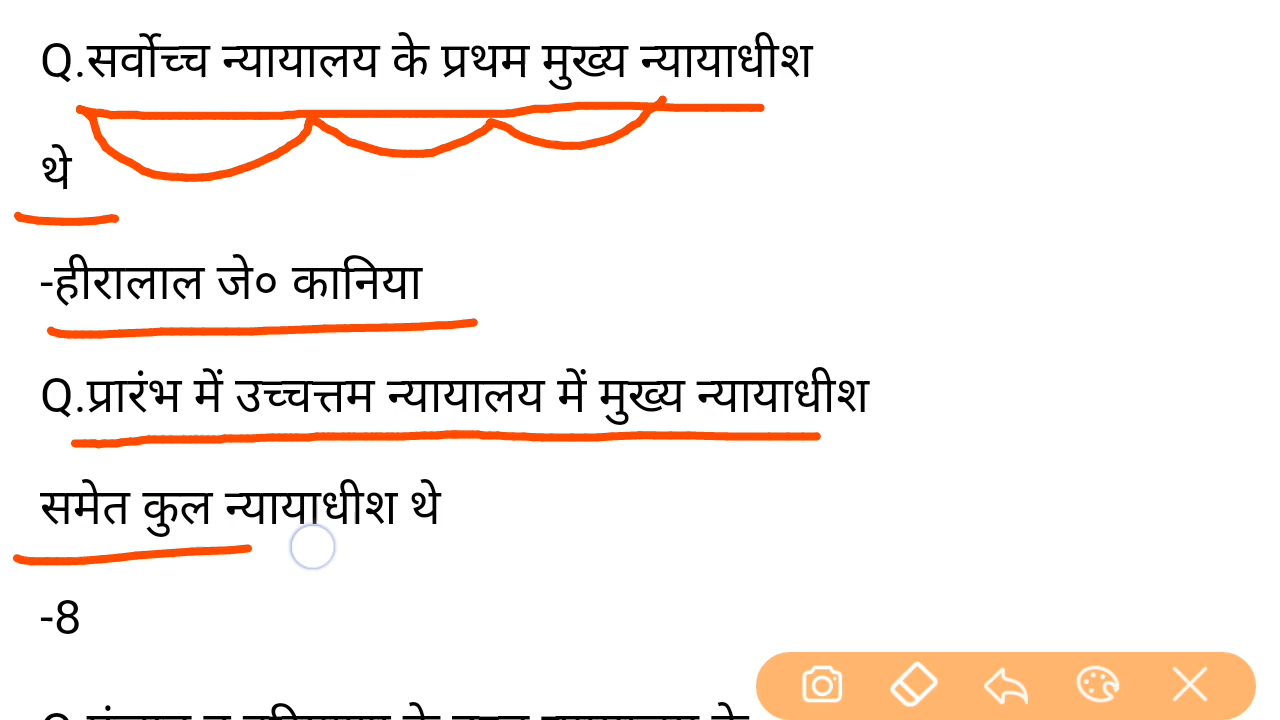 Q.सर्वोच्च न्यायालय के प्रथम मुख्य न्यायाधीश
थे
-हीरालाल जे० कानिया
Q.प्रारंभ में उच्चत्तम न्यायालय में मुख्य न्यायाधीश
समेत कुल न्यायाधीश थे
-8